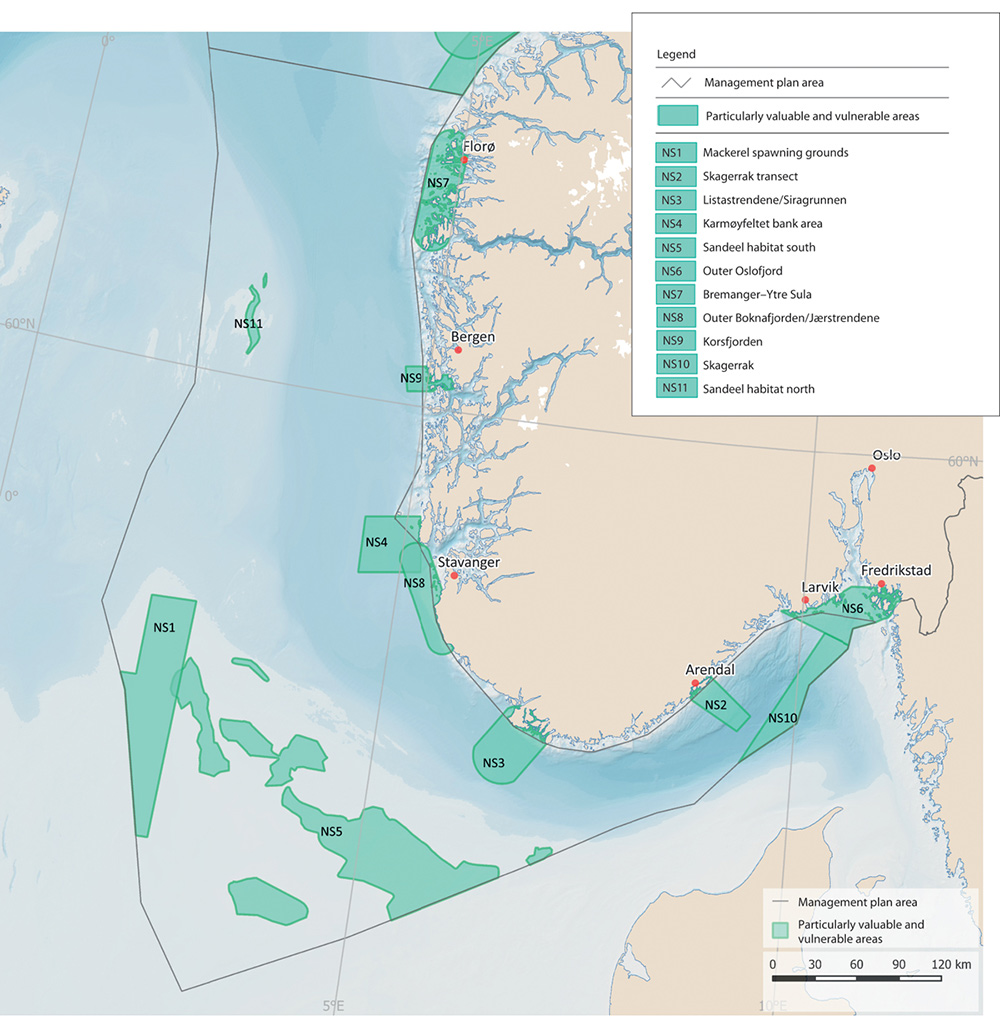 Legend
Management plan area
Particularly valuable and vulnerable areas
NS1 Mackerel spawning grounds
NS2 Skagerrak transect
NS3 Listastrendene/Siragrunnen
NS4 Karmøyfeltet bank area
NS5 Sandeel habitat south
NS6 Outer Oslofjord
NS7 Bremanger–Ytre Sula
NS8 Outer Boknafjorden/Jærstrendene
NS9 Korsfjorden
NS10 Skagerrak
NS11 Sandeel habitat north
0°
5°E
Florø
NS7
60°N
NS11
Bergen
NS9
Oslo
60°N
0°
NS4
Stavanger
NS8
Fredrikstad
Larvik
NS6
NS1
Arendal
NS2
NS10
NS3
NS5
Management plan area
Particularly valuable and
vulnerable areas
0 30 60 90 120 km
5°E
10°E